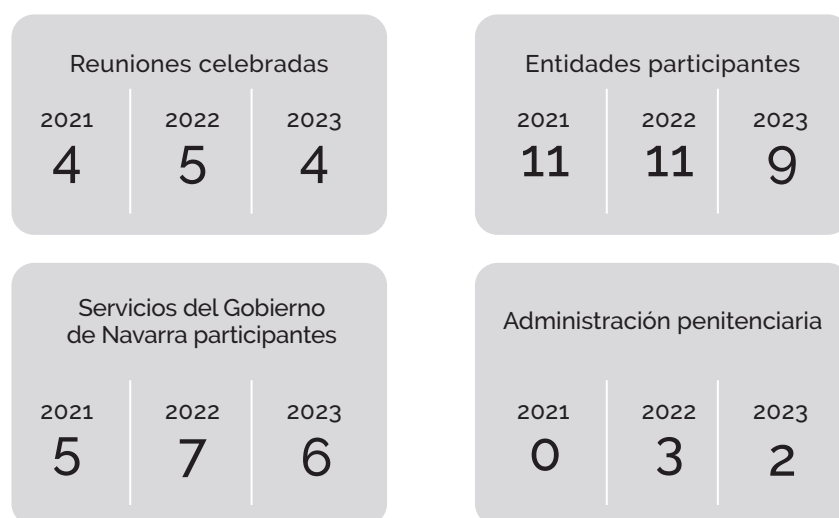 Reuniones celebradas
2021 2022 2023
4 5 4
Entidades participantes
2021 2022 2023
11 11 9
Servicios del Gobierno
de Navarra participantes
2021 2022 2023
5 7 6
Administración penitenciaria
2021 2022 2023
0 3 2